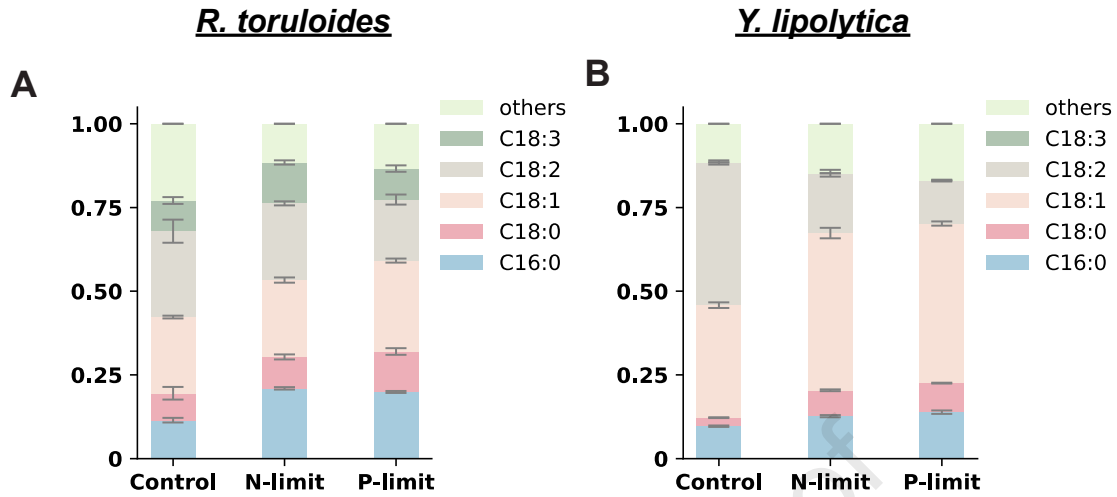 R. toruloides
Y. lipolytica
A
B
others
C18:3
C18:2
C18:1
C18:0
C16:0
others
C18:3
C18:2
C18:1
C18:0
C16:0
1.00
0.75
0.50
0.25
0
1.00
0.75
0.50
0.25
0
Control N-limit P-limit
Control N-limit P-limit